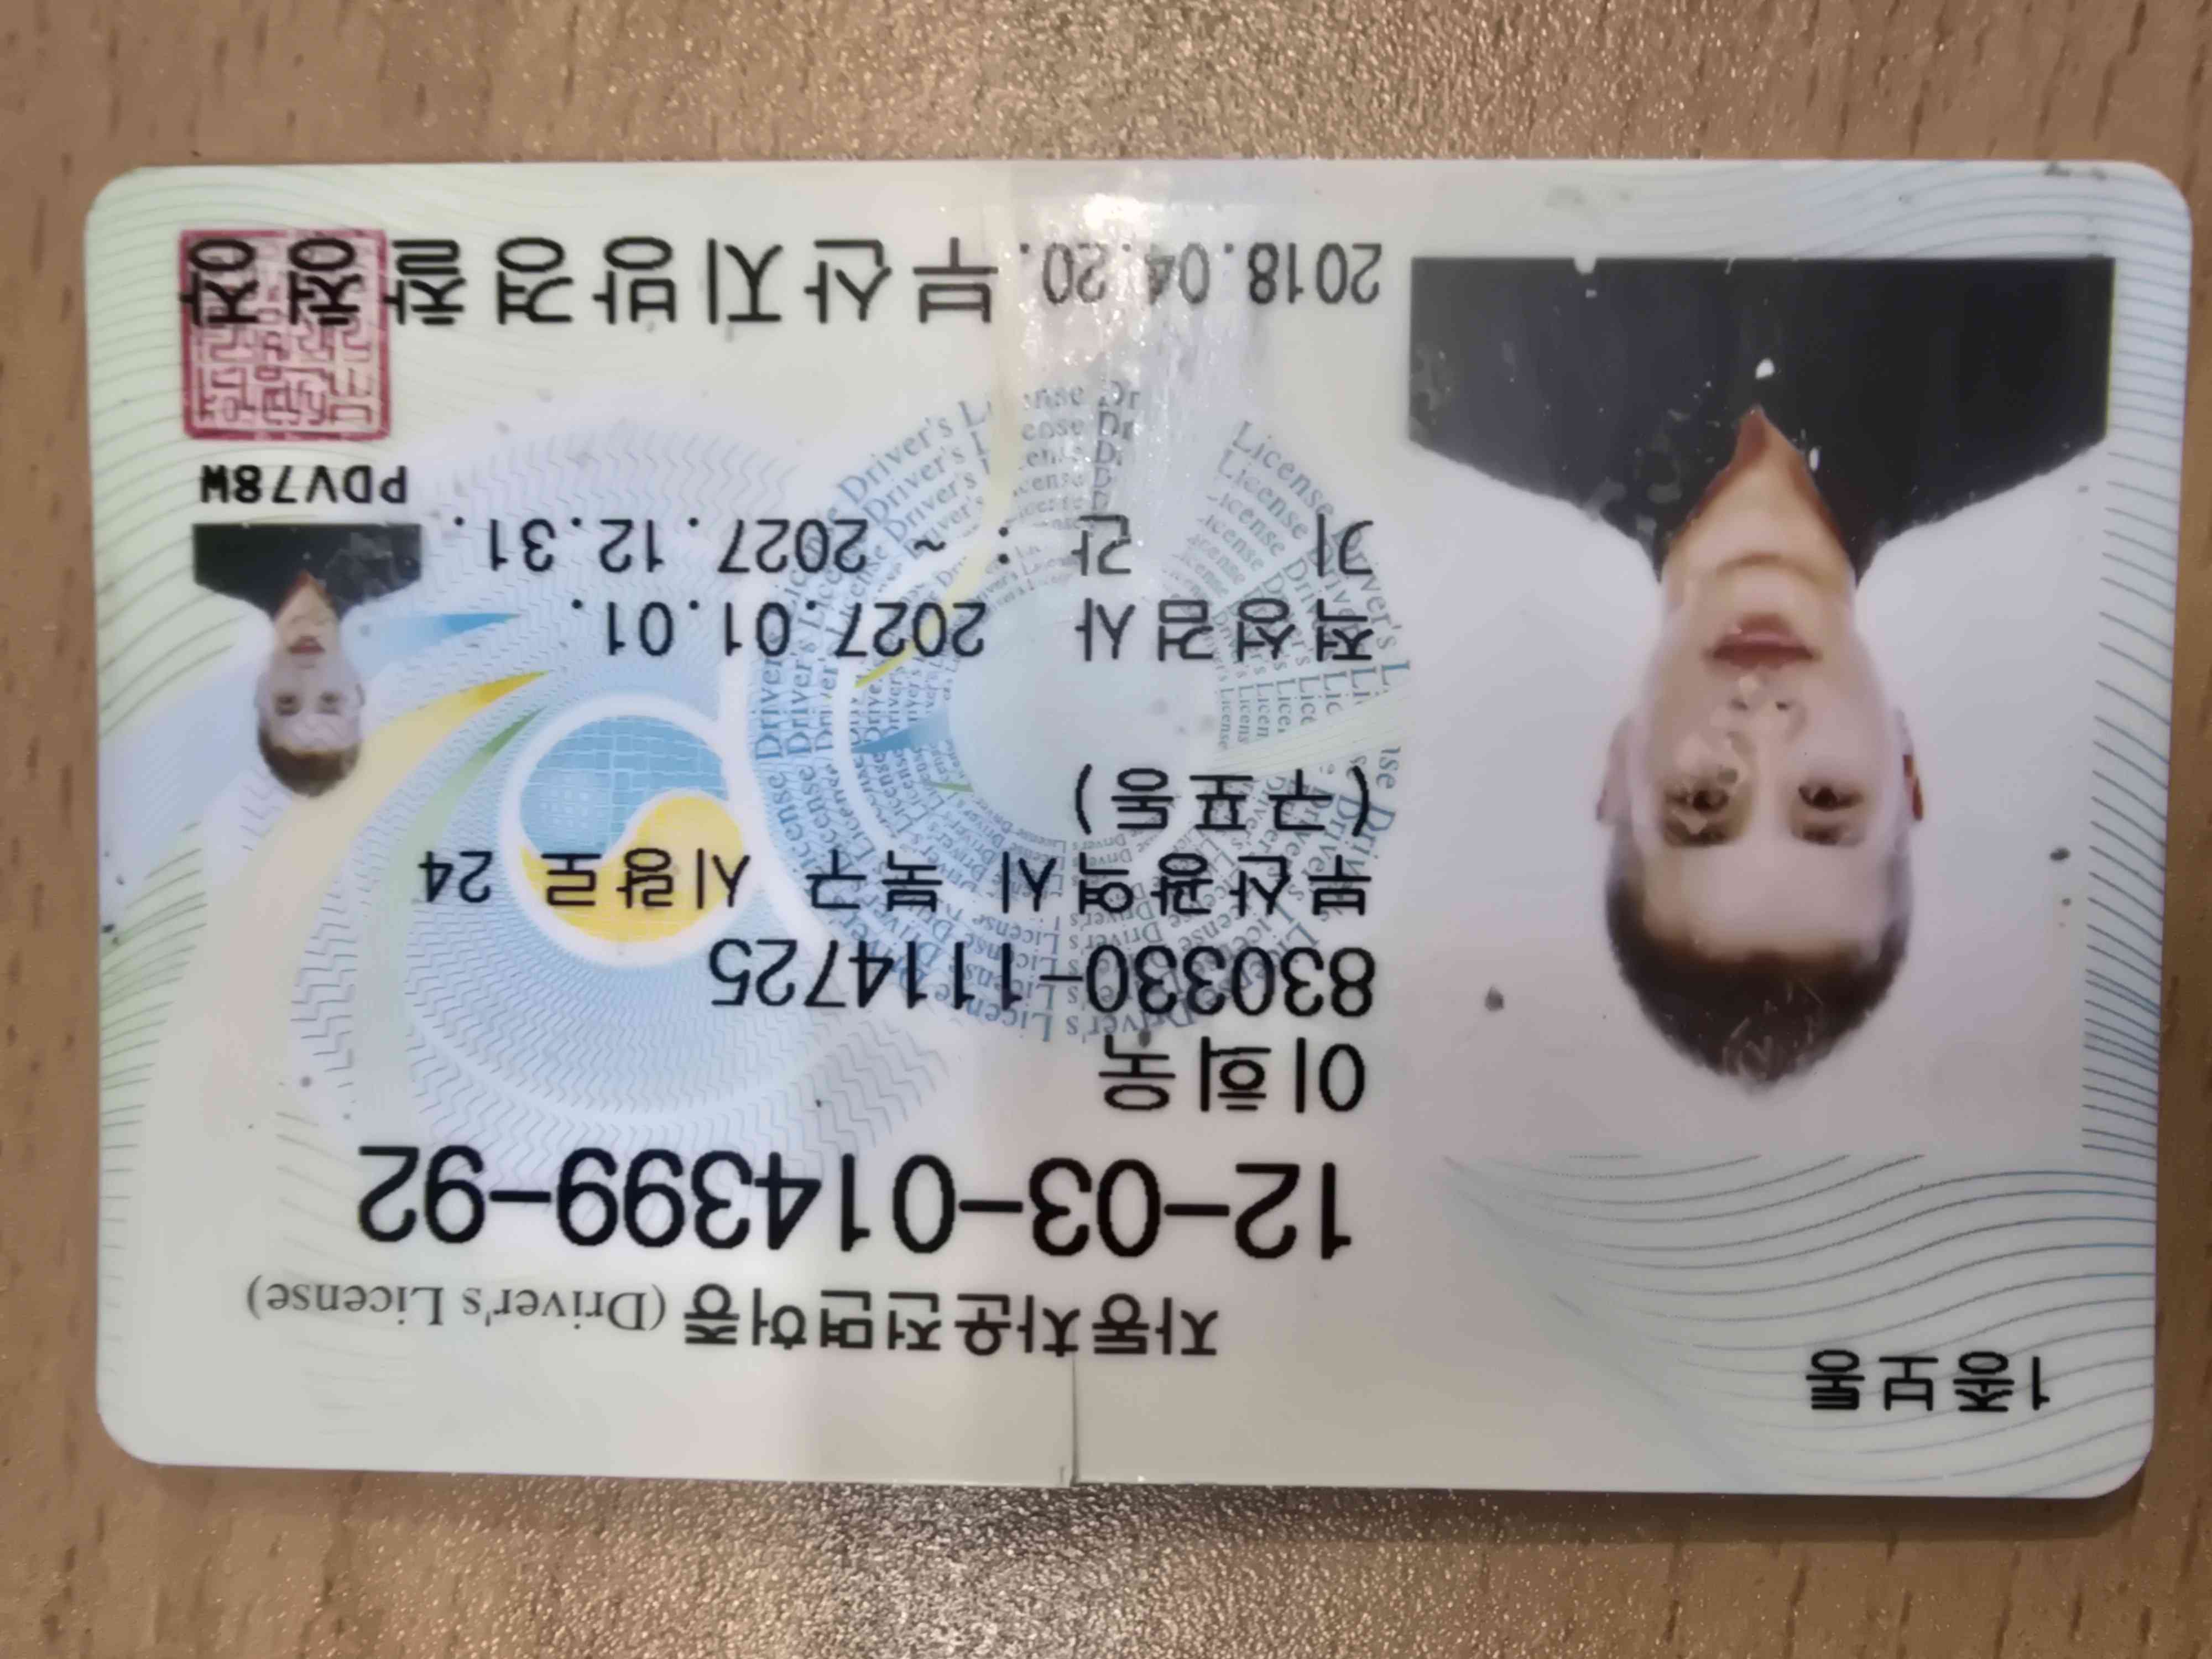 1종보통
자동차운전면허증 (Driver's License)
12-03-014399-92
이희욱
830330-1114725
부산광역시 북구 시랑로 24
(구포동)
적성검사 2027.01.01.
기 간 : ~ 2027.12.31.
PDV78W
2018.04.20. 부산지방경찰청장